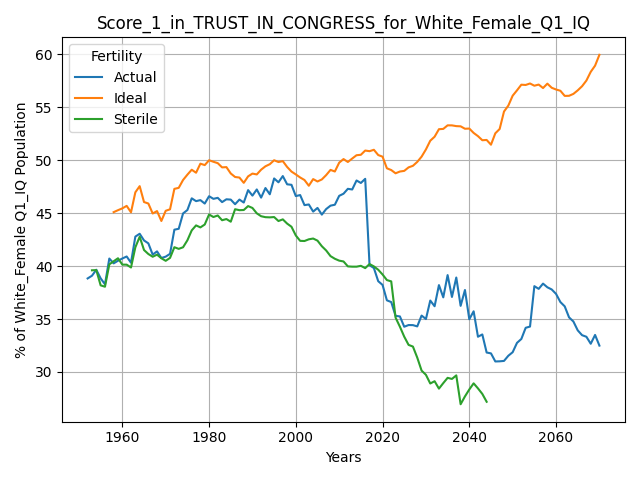 Score_1_in_TRUST_IN_CONGRESS_for_White_Female_Q1_IQ
% of White_Female Q1_IQ Population
60
55
50
45
40
35
30
Fertility
Actual
Ideal
Sterile
1960 1980 2000 2020 2040 2060
Years